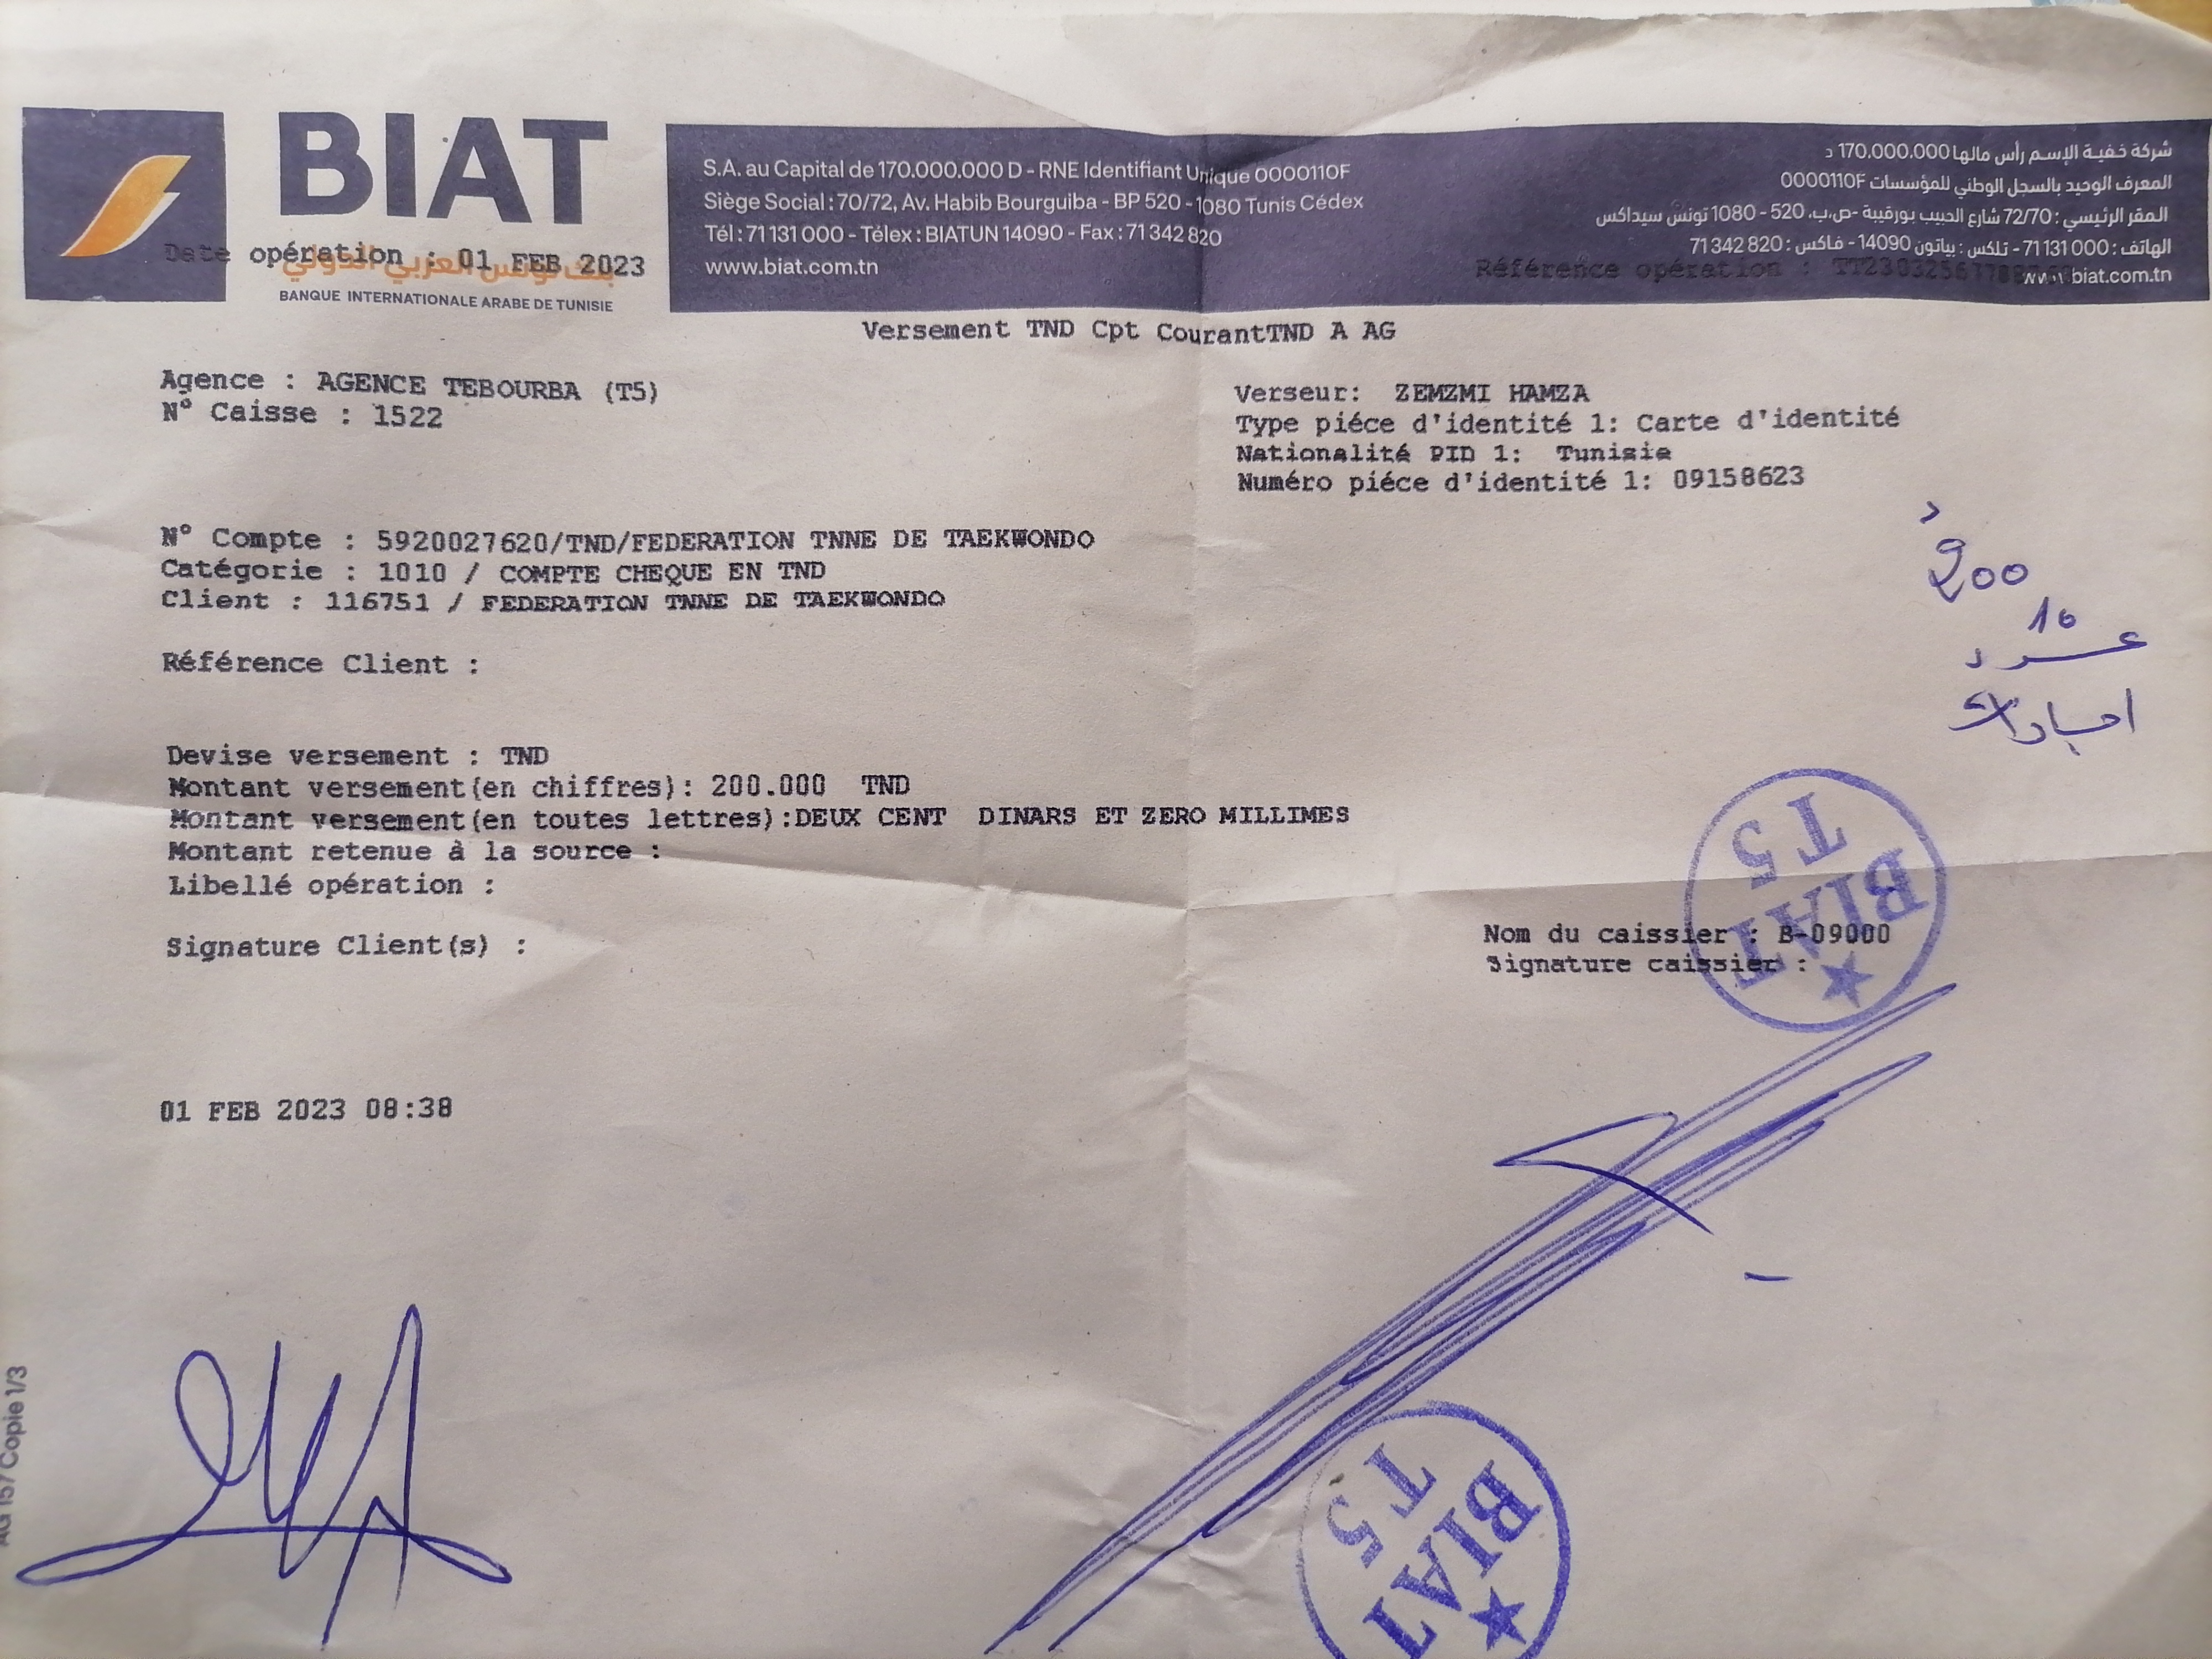 BIAT
بنك تونس العربي الدولي
BANQUE INTERNATIONALE ARABE DE TUNISIE
S.A. au Capital de 170.000.000 D - RNE Identifiant Unique 0000110F
Siège Social : 70/72, Av. Habib Bourguiba - BP 520 - 1080 Tunis Cédex
Tél : 71 131 000 - Télex : BIATUN 14090 - Fax : 71 342 820
www.biat.com.tn
شركة خفية الإسم رأس مالها 170.000.000 د
المعرف الوحيد بالسجل الوطني للمؤسسات 0000110F
المقر الرئيسي : 72/70 شارع الحبيب بورقيبة -ص.ب. 520 - 1080 تونس سيداكس
الهاتف : 71 131 000 - تلكس : بياتون 14090 - فاكس : 71 342 820
www.biat.com.tn
Date opération : 01 FEB 2023
Référence opération :
Versement TND Cpt CourantTND A AG
Agence : AGENCE TEBOURBA (T5)
N° Caisse : 1522
Verseur: ZEMZMI HAMZA
Type piéce d'identité 1: Carte d'identité
Nationalité PID 1: Tunisie
Numéro piéce d'identité 1: 09158623
N° Compte : 5920027620/TND/FEDERATION TNNE DE TAEKWONDO
Catégorie : 1010 / COMPTE CHEQUE EN TND
Client : 116751 / FEDERATION TNNE DE TAEKWONDO
د
200
10
Référence Client :
Devise versement : TND
Montant versement(en chiffres): 200.000 TND
Montant versement(en toutes lettres):DEUX CENT DINARS ET ZERO MILLIMES
Montant retenue à la source :
Libellé opération :
Signature Client(s) :
Nom du caissier : B-09000
Signature caissier :
BIAT
T5
01 FEB 2023 08:38
BIAT
T5
AG 157 Copie 1/3